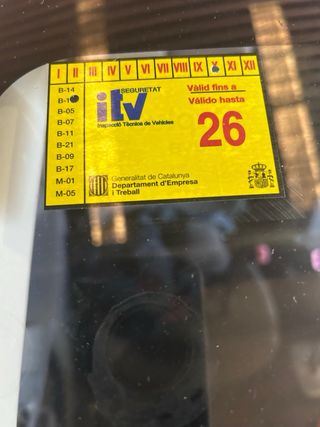 I II III IV V VI VII VIII IX X XI XII
B-14
B-05
B-07
B-11
B-21
B-09
B-17
M-01
M-05
SEGURETAT
itv
Inspecció Tècnica de Vehicles
Vàlid fins a
Válido hasta
26
Generalitat de Catalunya
Departament d'Empresa
i Treball